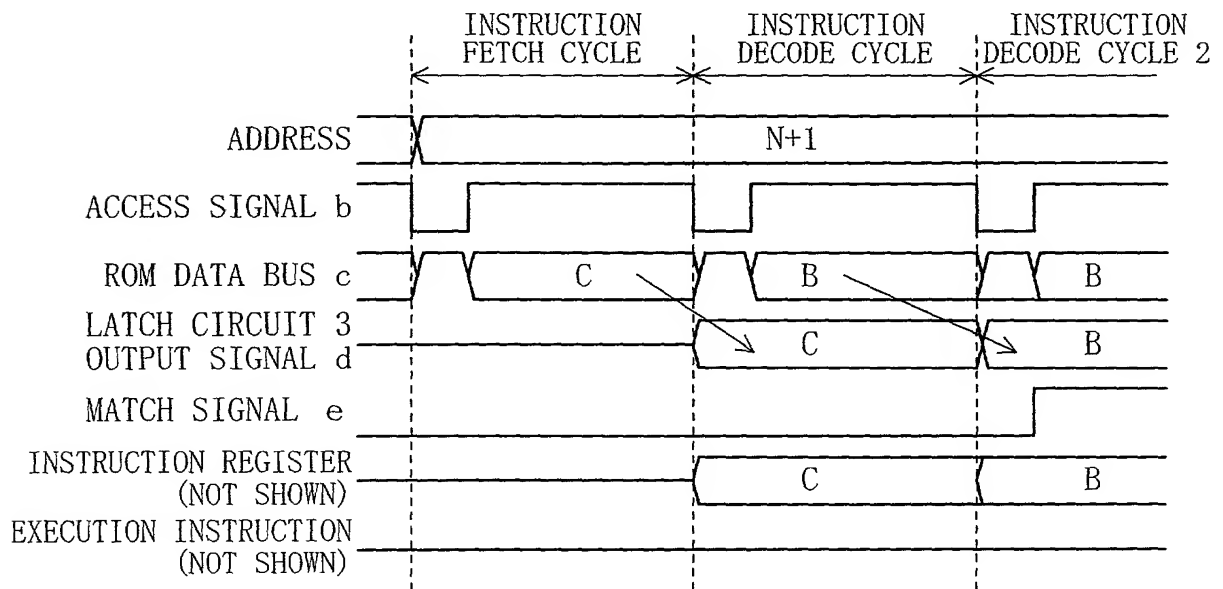 INSTRUCTION FETCH CYCLE
INSTRUCTION DECODE CYCLE
INSTRUCTION DECODE CYCLE 2
ADDRESS
N+1
ACCESS SIGNAL b
ROM DATA BUS c
C
B
B
LATCH CIRCUIT 3
OUTPUT SIGNAL d
C
B
MATCH SIGNAL e
INSTRUCTION REGISTER
(NOT SHOWN)
C
B
EXECUTION INSTRUCTION
(NOT SHOWN)